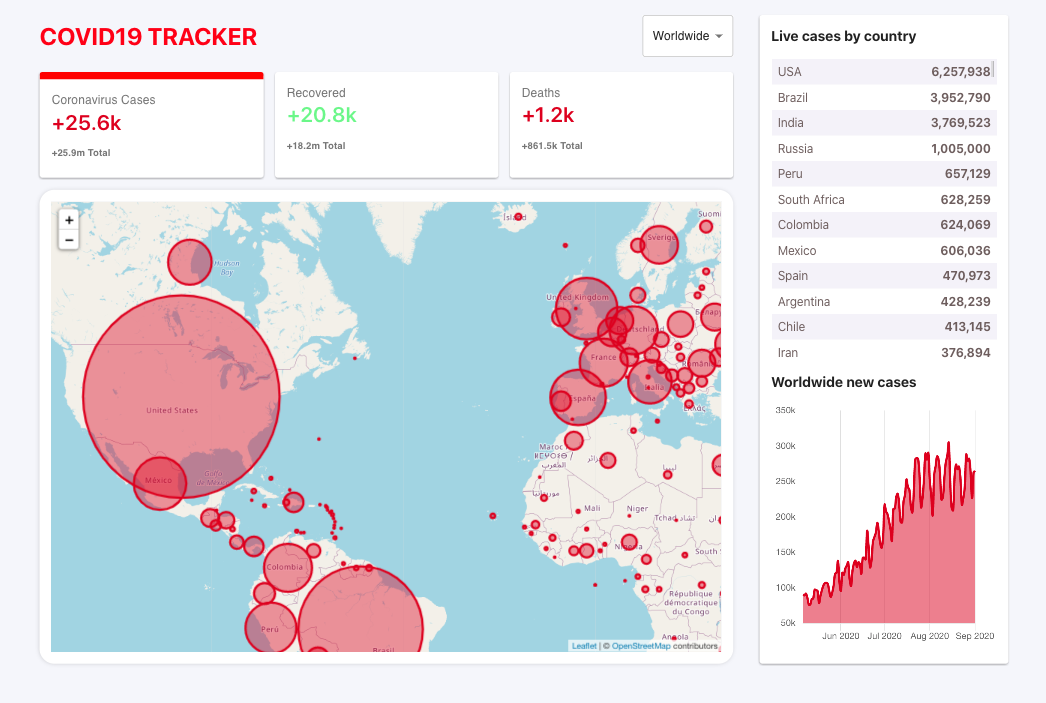 COVID19 TRACKER
Worldwide
Coronavirus Cases
+25.6k
+25.9m Total
Recovered
+20.8k
+18.2m Total
Deaths
+1.2k
+861.5k Total
+
−
Ísland
Suom
Sverige
Hudson
Bay
United Kingdom
Deutschland
France
România
España
Italia
Ελλάς
United States
Golfo
de México
México
Maroc
المغرب
الجزائر
ليبيا
موريتانيا
Mali
Niger
Tchad تشاد
Nigeria
South S
République
démocratique
du Congo
Angola
Colombia
Perú
Brasil
Leaflet | © OpenStreetMap contributors
Live cases by country
USA 6,257,938
Brazil 3,952,790
India 3,769,523
Russia 1,005,000
Peru 657,129
South Africa 628,259
Colombia 624,069
Mexico 606,036
Spain 470,973
Argentina 428,239
Chile 413,145
Iran 376,894
Worldwide new cases
350k
300k
250k
200k
150k
100k
50k
Jun 2020 Jul 2020 Aug 2020 Sep 2020